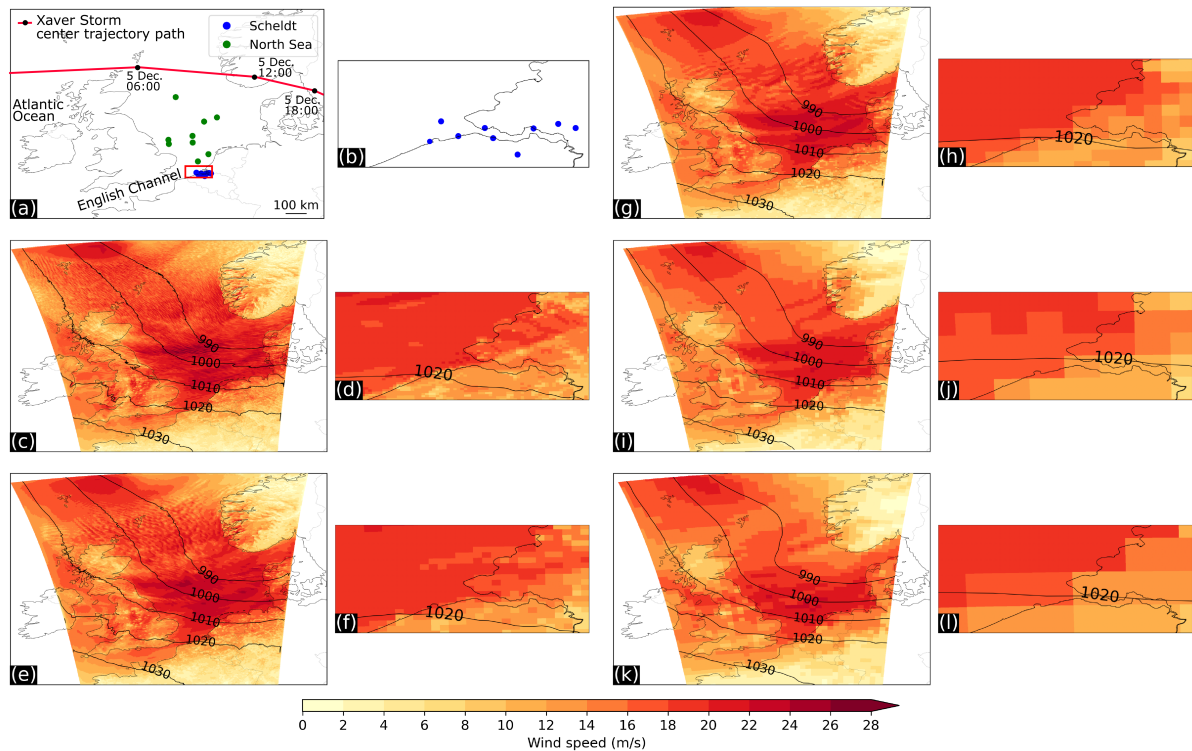 Xaver Storm
center trajectory path
Scheldt
North Sea
5 Dec.
06:00
5 Dec.
12:00
5 Dec.
18:00
Atlantic
Ocean
English Channel
100 km
(a)
(b)
990
1000
1010
1020
1030
(g)
1020
(h)
990
1000
1010
1020
1030
(c)
1020
(d)
990
1000
1010
1020
1030
(i)
1020
(j)
990
1000
1010
1020
1030
(e)
1020
(f)
990
1000
1010
1020
1030
(k)
1020
(l)
0 2 4 6 8 10 12 14 16 18 20 22 24 26 28
Wind speed (m/s)